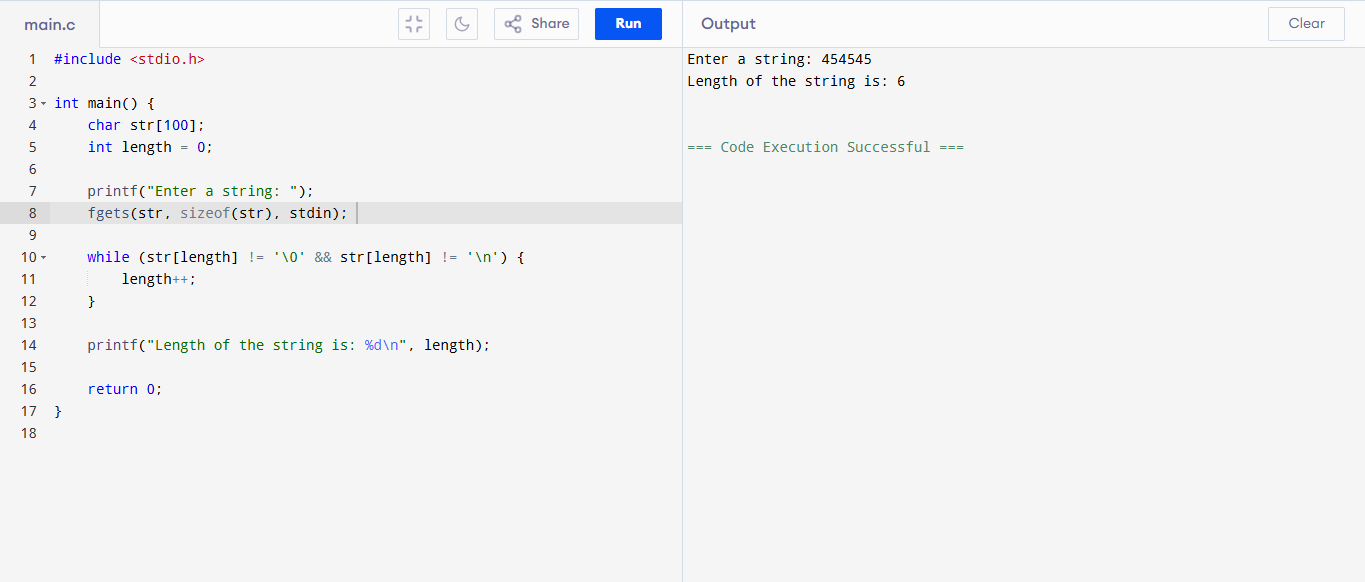 main.c
Share
Run
Output
Clear
1 #include <stdio.h>
2
3 int main() {
4     char str[100];
5     int length = 0;
6
7     printf("Enter a string: ");
8     fgets(str, sizeof(str), stdin);
9
10     while (str[length] != '\0' && str[length] != '\n') {
11         length++;
12     }
13
14     printf("Length of the string is: %d\n", length);
15
16     return 0;
17 }
18
Enter a string: 454545
Length of the string is: 6
=== Code Execution Successful ===